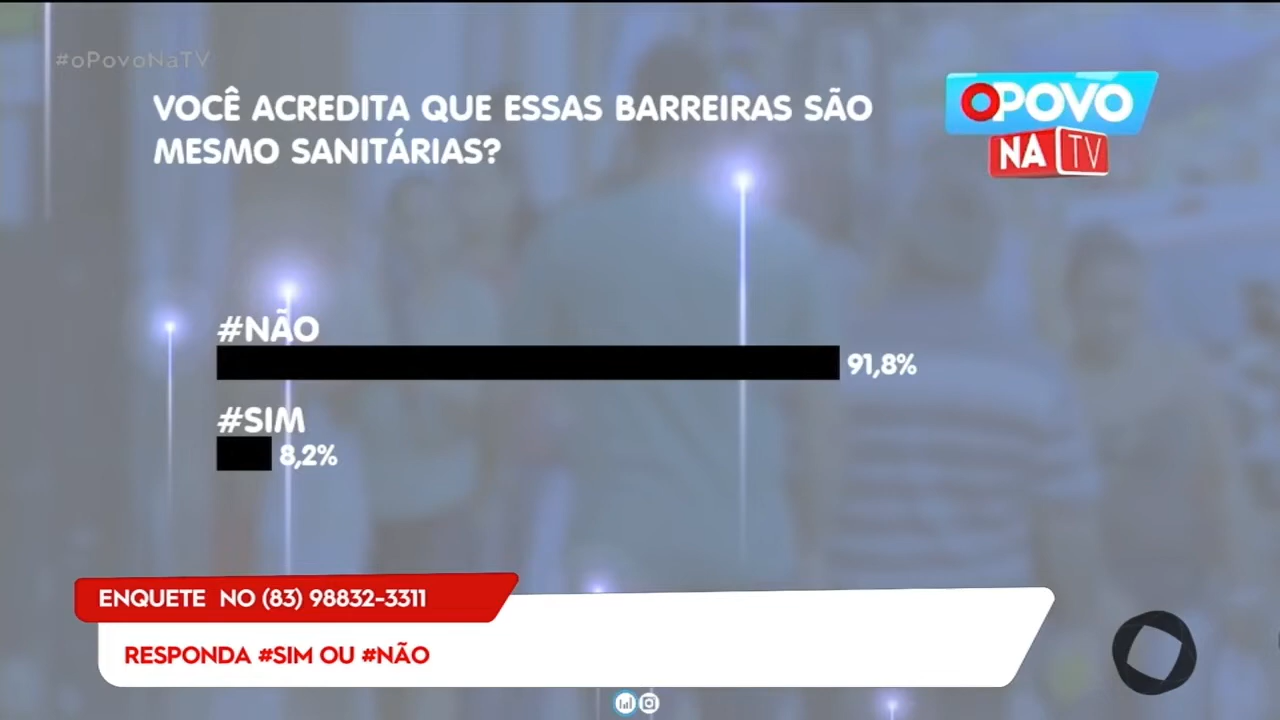 #oPovoNaTV
VOCÊ ACREDITA QUE ESSAS BARREIRAS SÃO
MESMO SANITÁRIAS?
OPOVO
NA TV
#NÃO
91,8%
#SIM
8,2%
ENQUETE NO (83) 98832-3311
RESPONDA #SIM OU #NÃO